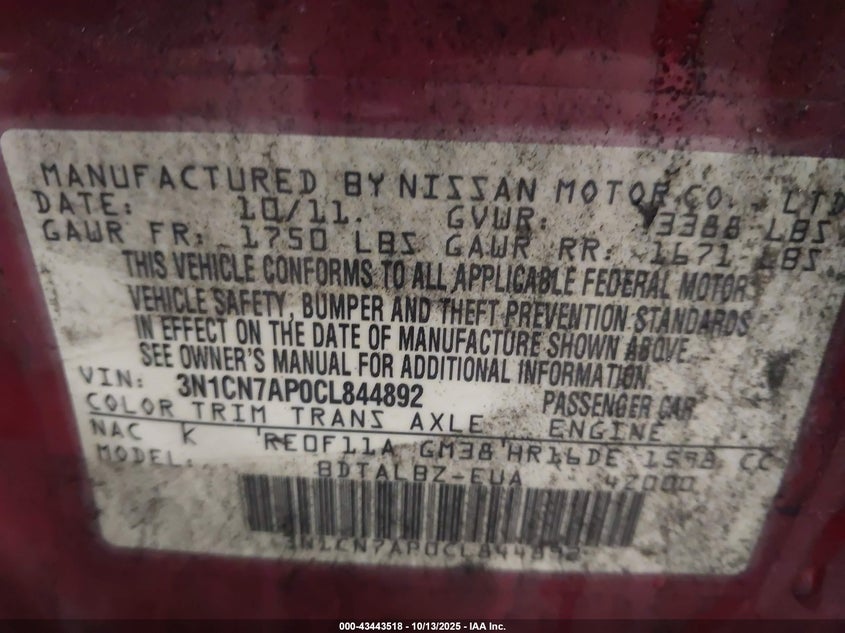 MANUFACTURED BY NISSAN MOTOR CO., LTD
DATE: 10/11. GVWR: 3388 LBS
GAWR FR: 1750 LBS GAWR RR: 1671 LBS.
THIS VEHICLE CONFORMS TO ALL APPLICABLE FEDERAL MOTOR
VEHICLE SAFETY, BUMPER AND THEFT PREVENTION STANDARDS
IN EFFECT ON THE DATE OF MANUFACTURE SHOWN ABOVE.
SEE OWNER'S MANUAL FOR ADDITIONAL INFORMATION.
VIN: 3N1CN7AP0CL844892 PASSENGER CAR
COLOR TRIM TRANS AXLE ENGINE
NAC K RE0F11A GM38 HR16DE 1598 CC
MODEL: BDTALBZ-EUA 42000
3N1CN7AP0CL844892
000-43443518 - 10/13/2025 - IAA Inc.